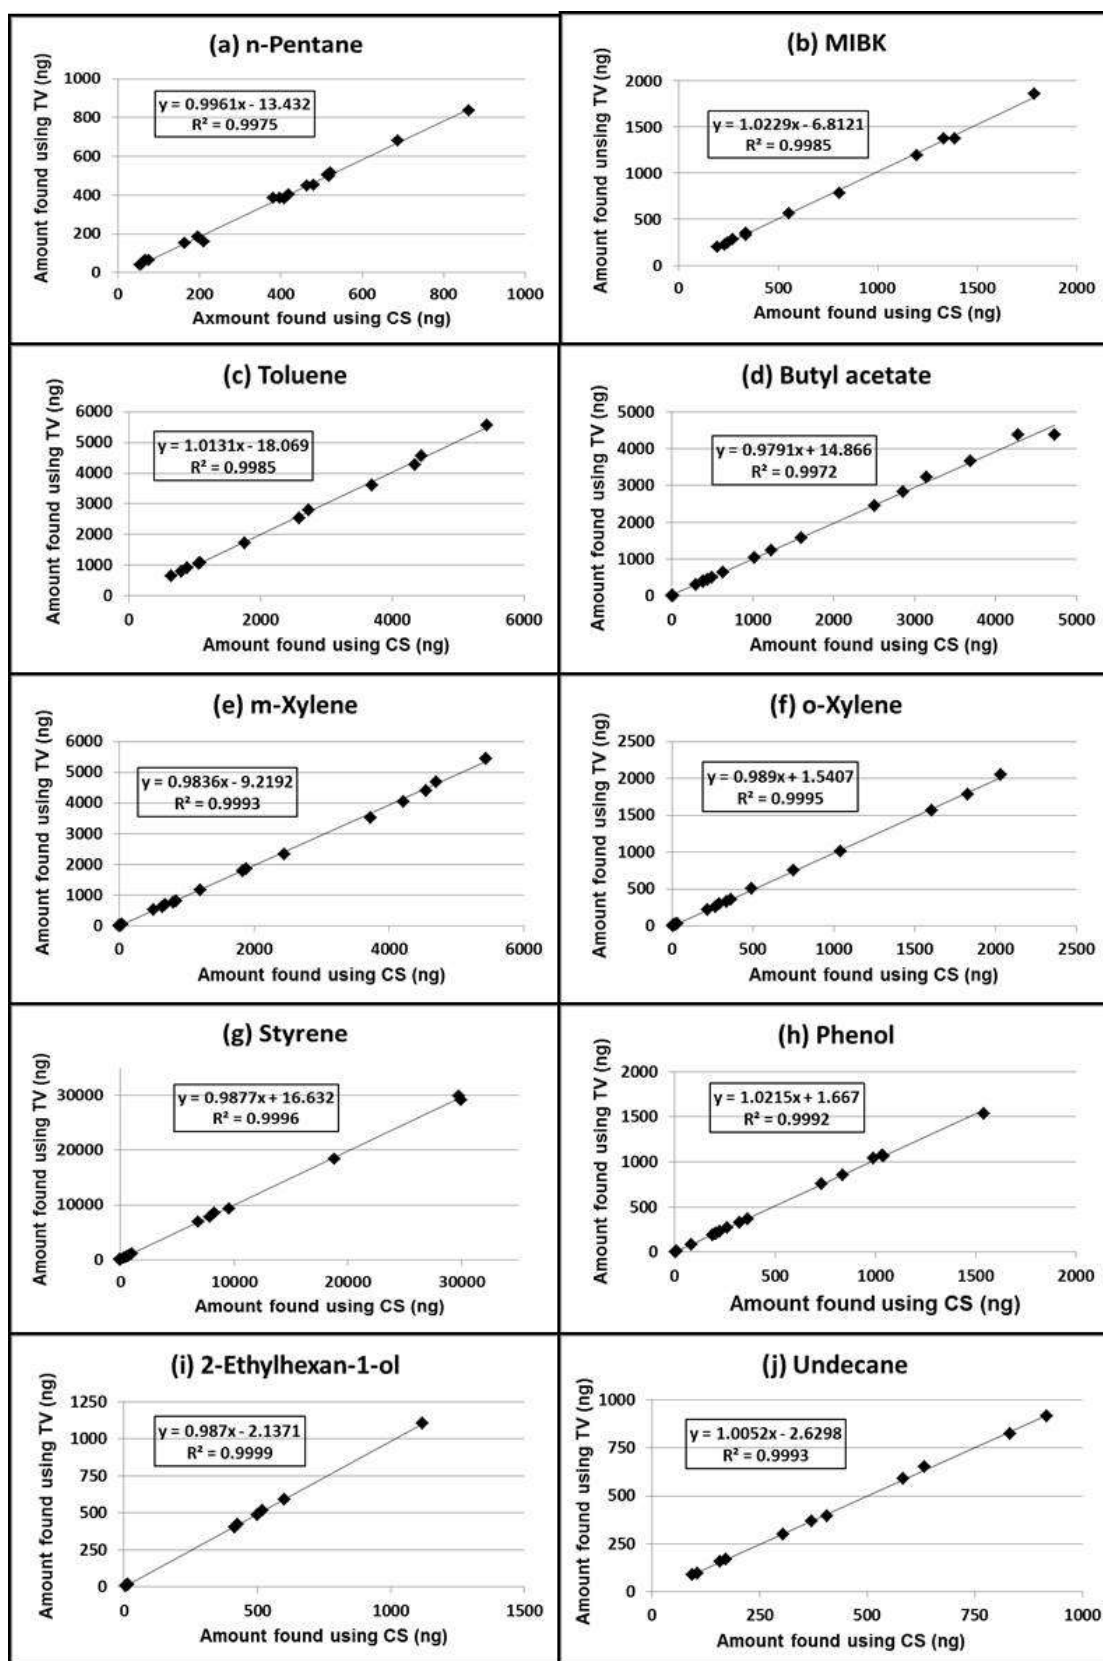 (a) n-Pentane
Amount found using TV (ng)
1000
800
600
400
200
0
y = 0.9961x - 13.432
R² = 0.9975
0 200 400 600 800 1000
Axmount found using CS (ng)
(b) MIBK
Amount found unsing TV (ng)
2000
1500
1000
500
0
y = 1.0229x - 6.8121
R² = 0.9985
0 500 1000 1500 2000
Amount found using CS (ng)
(c) Toluene
Amount found using TV (ng)
6000
5000
4000
3000
2000
1000
0
y = 1.0131x - 18.069
R² = 0.9985
0 2000 4000 6000
Amount found using CS (ng)
(d) Butyl acetate
Amount found using TV (ng)
5000
4000
3000
2000
1000
0
y = 0.9791x + 14.866
R² = 0.9972
0 1000 2000 3000 4000 5000
Amount found using CS (ng)
(e) m-Xylene
Amount found using TV (ng)
6000
5000
4000
3000
2000
1000
0
y = 0.9836x - 9.2192
R² = 0.9993
0 2000 4000 6000
Amount found using CS (ng)
(f) o-Xylene
Amount found using TV (ng)
2500
2000
1500
1000
500
0
y = 0.989x + 1.5407
R² = 0.9995
0 500 1000 1500 2000 2500
Amount found using CS (ng)
(g) Styrene
Amount found using TV (ng)
30000
20000
10000
0
y = 0.9877x + 16.632
R² = 0.9996
0 10000 20000 30000
Amount found using CS (ng)
(h) Phenol
Amount found using TV (ng)
2000
1500
1000
500
0
y = 1.0215x + 1.667
R² = 0.9992
0 500 1000 1500 2000
Amount found using CS (ng)
(i) 2-Ethylhexan-1-ol
Amount found using TV (ng)
1250
1000
750
500
250
0
y = 0.987x - 2.1371
R² = 0.9999
0 500 1000 1500
Amount found using CS (ng)
(j) Undecane
Amount found using TV (ng)
1000
750
500
250
0
y = 1.0052x - 2.6298
R² = 0.9993
0 250 500 750 1000
Amount found using CS (ng)